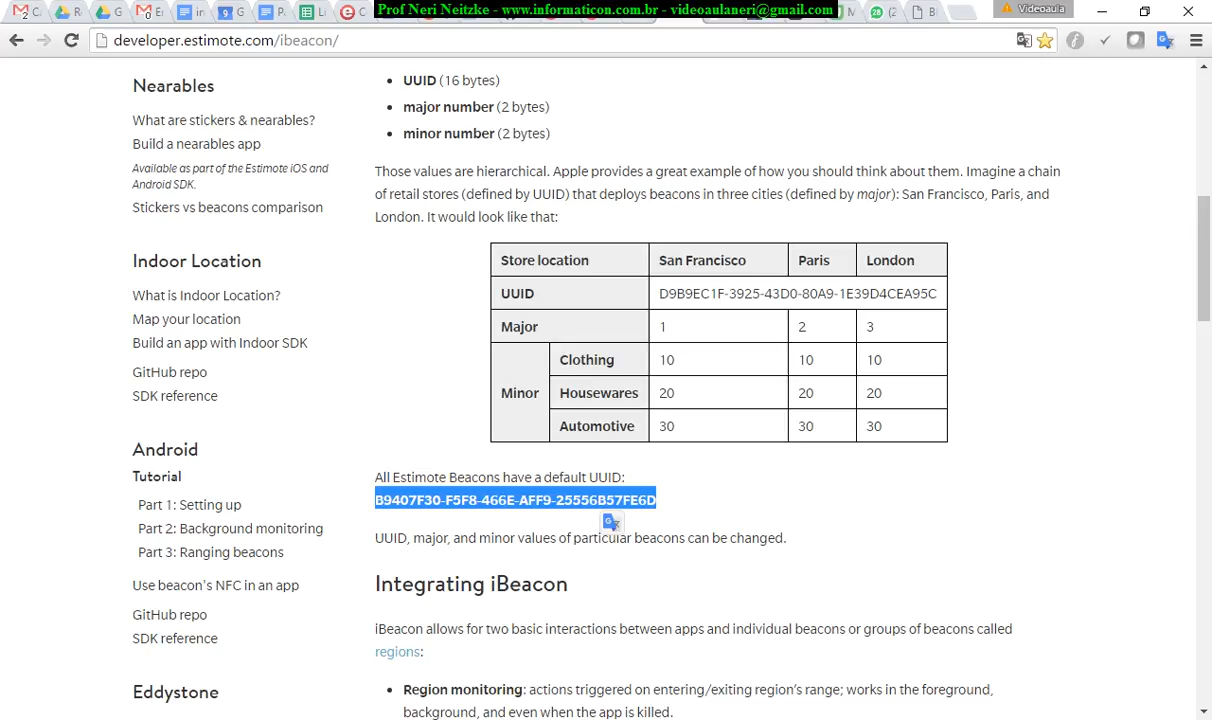 Prof Neri Neitzke - www.informaticon.com.br - videoaulaneri@gmail.com
Videoaula
developer.estimote.com/ibeacon/
Nearables
What are stickers & nearables?
Build a nearables app
Available as part of the Estimote iOS and
Android SDK.
Stickers vs beacons comparison
Indoor Location
What is Indoor Location?
Map your location
Build an app with Indoor SDK
GitHub repo
SDK reference
Android
Tutorial
Part 1: Setting up
Part 2: Background monitoring
Part 3: Ranging beacons
Use beacon's NFC in an app
GitHub repo
SDK reference
Eddystone
• UUID (16 bytes)
• major number (2 bytes)
• minor number (2 bytes)
Those values are hierarchical. Apple provides a great example of how you should think about them. Imagine a chain
of retail stores (defined by UUID) that deploys beacons in three cities (defined by major): San Francisco, Paris, and
London. It would look like that:
Store location San Francisco Paris London
UUID D9B9EC1F-3925-43D0-80A9-1E39D4CEA95C
Major 1 2 3
Minor Clothing 10 10 10
Housewares 20 20 20
Automotive 30 30 30
All Estimote Beacons have a default UUID:
B9407F30-F5F8-466E-AFF9-25556B57FE6D
UUID, major, and minor values of particular beacons can be changed.
Integrating iBeacon
iBeacon allows for two basic interactions between apps and individual beacons or groups of beacons called
regions:
• Region monitoring: actions triggered on entering/exiting region's range; works in the foreground,
background, and even when the app is killed.